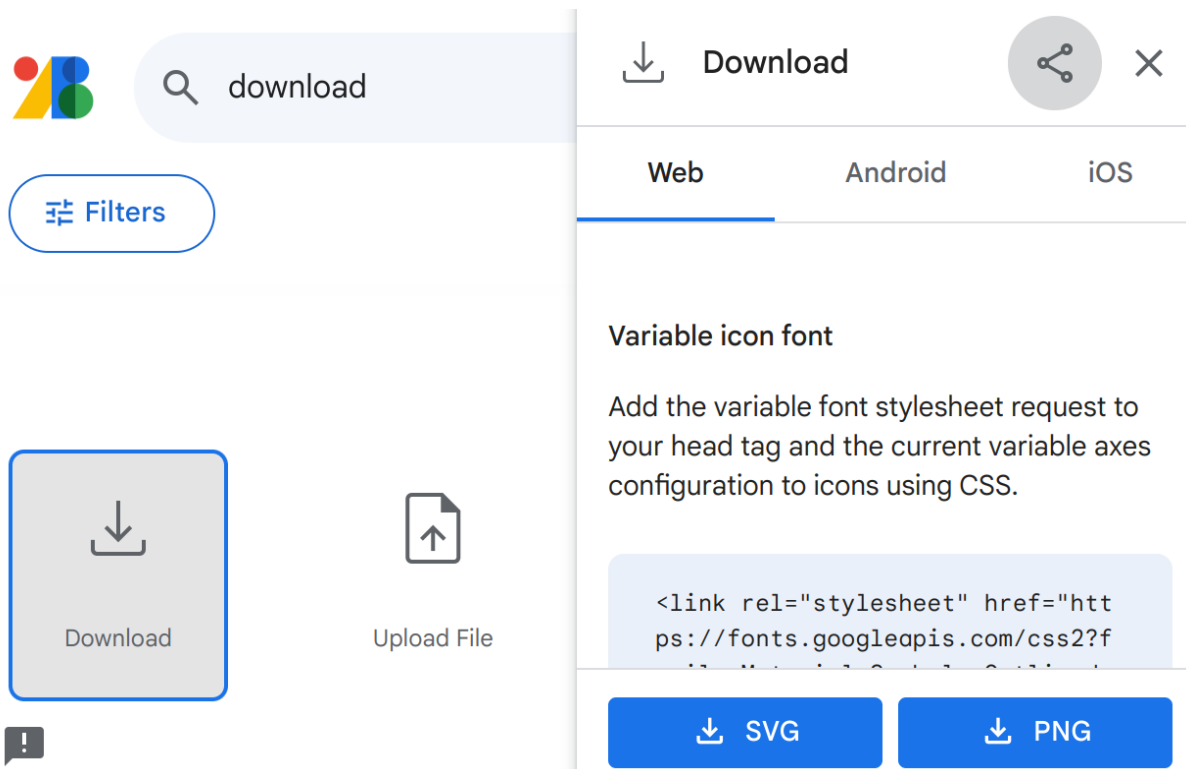 download
Filters
Download
Upload File
Download
Web Android iOS
Variable icon font
Add the variable font stylesheet request to
your head tag and the current variable axes
configuration to icons using CSS.
<link rel="stylesheet" href="htt
ps://fonts.googleapis.com/css2?f
SVG PNG